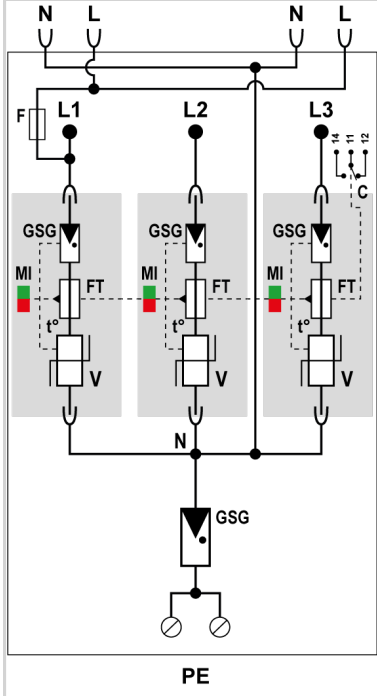 N L N L
F L1 L2 L3
14 11 12
C
GSG GSG GSG
MI FT MI FT MI FT
t° t° t°
V V V
N
GSG
PE